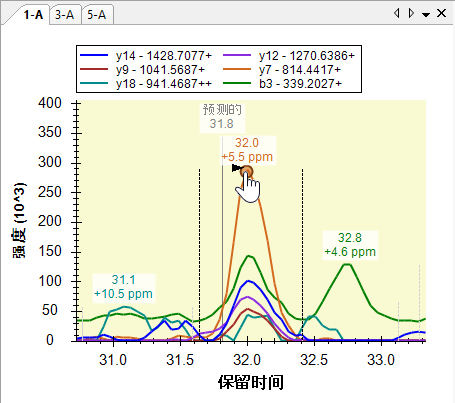 1-A 3-A 5-A
y14 - 1428.7077+ y12 - 1270.6386+
y9 - 1041.5687+ y7 - 814.4417+
y18 - 941.4687++ b3 - 339.2027+
预测的
31.8
32.0
+5.5 ppm
32.8
+4.6 ppm
31.1
+10.5 ppm
强度 (10^3)
400
350
300
250
200
150
100
50
0
31.0 31.5 32.0 32.5 33.0
保留时间